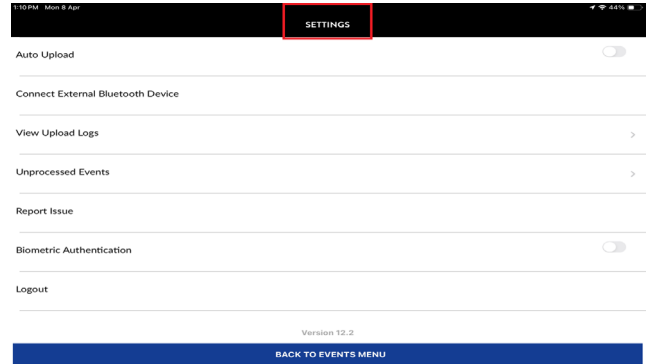 1:10 PM Mon 8 Apr 44%
SETTINGS
Auto Upload
Connect External Bluetooth Device
View Upload Logs
Unprocessed Events
Report Issue
Biometric Authentication
Logout
Version 12.2
BACK TO EVENTS MENU